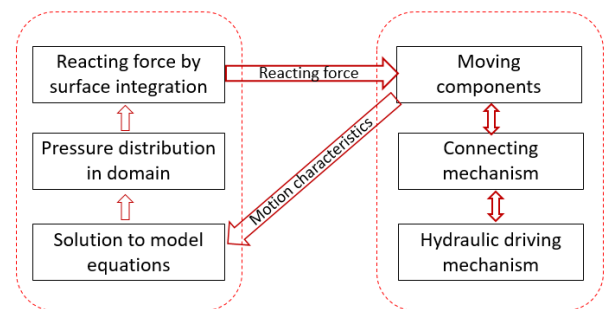 Reacting force by
surface integration
Reacting force
Moving
components
Pressure distribution
in domain
Motion characteristics
Connecting
mechanism
Solution to model
equations
Hydraulic driving
mechanism